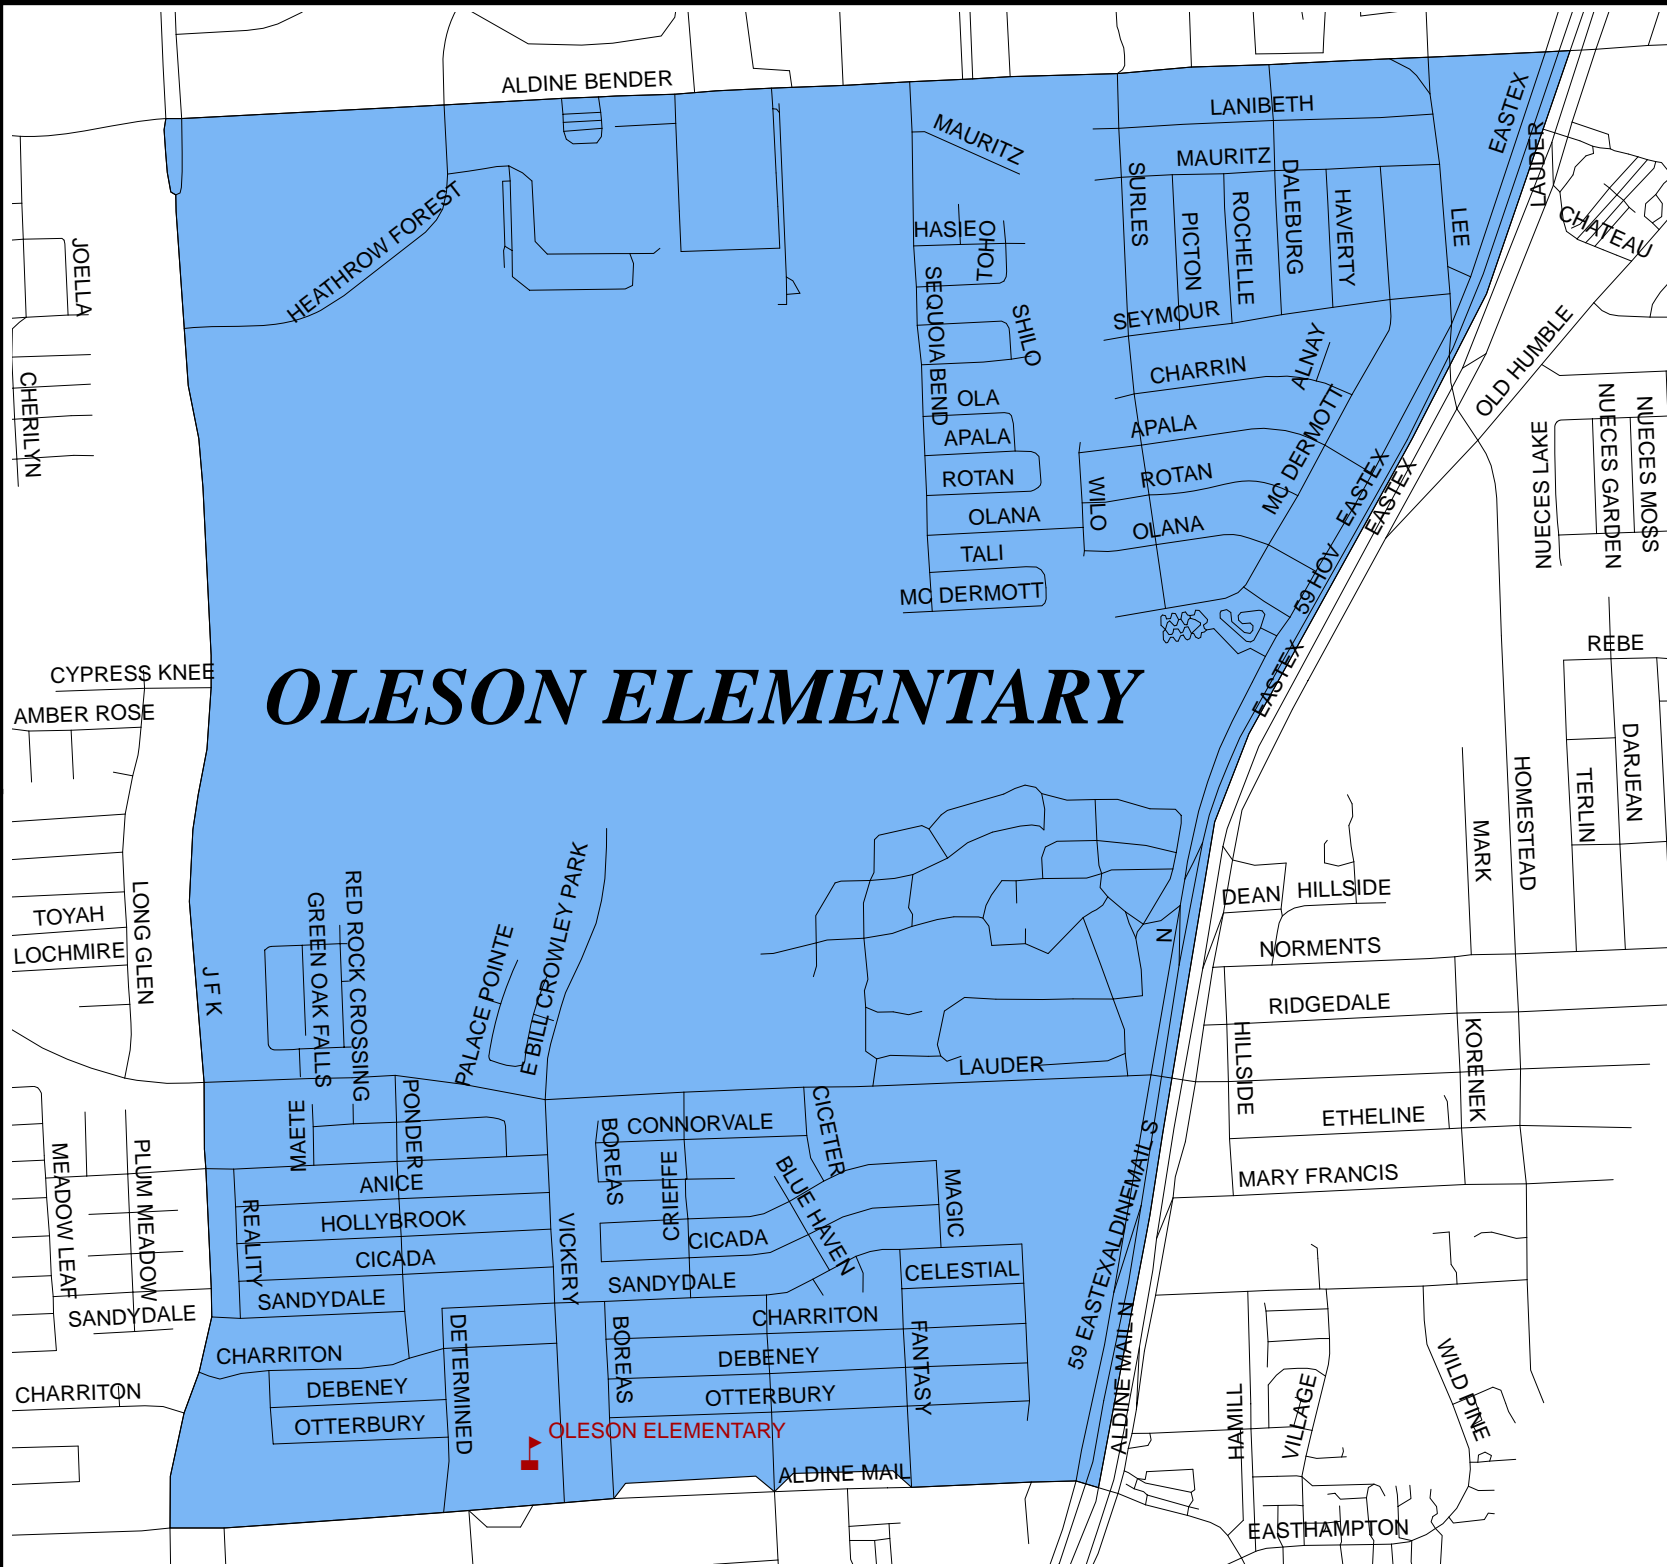 ALDINE BENDER
LANIBETH
EASTEX
LAUDER
MAURITZ
MAURITZ
SURLES
PICTON
ROCHELLE
DALEBURG
HAVERTY
LEE
CHATEAU
HEATHROW FOREST
JOELLA
HASIE
TOHO
SEQUOIA BEND
SHILO
SEYMOUR
ALNAY
OLD HUMBLE
CHERILYN
CHARRIN
OLA
APALA
APALA
MC DERMOTT
NUECES LAKE
NUECES GARDEN
NUECES MOSS
ROTAN
ROTAN
WILO
EASTEX
EASTEX
OLANA
OLANA
TALI
59 HOV
MC DERMOTT
REBE
CYPRESS KNEE
OLESON ELEMENTARY
EASTEX
AMBER ROSE
HOMESTEAD
TERLIN
DARJEAN
MARK
LONG GLEN
TOYAH
LOCHMIRE
J F K
GREEN OAK FALLS
RED ROCK CROSSING
PALACE POINTE
E BILL CROWLEY PARK
N
DEAN
HILLSIDE
NORMENTS
RIDGEDALE
HILLSIDE
KORENEK
LAUDER
ETHELINE
MARY FRANCIS
MAETE
PONDER
BOREAS
CONNORVALE
CICETER
CRIEFE
BLUE HAVEN
MAGIC
MEADOW LEAF
PLUM MEADOW
ANICE
REALITY
HOLLYBROOK
VICKERY
CICADA
CICADA
SANDYDALE
SANDYDALE
SANDYDALE
CELESTIAL
59 EASTEXALDINEMAIL S
ALDINE MAIL N
CHARRITON
CHARRITON
CHARRITON
DETERMINED
BOREAS
DEBENEY
DEBENEY
FANTASY
OTTERBURY
OTTERBURY
OLESON ELEMENTARY
ALDINE MAIL
HAMILL
VILLAGE
WILD PINE
EASTHAMPTON